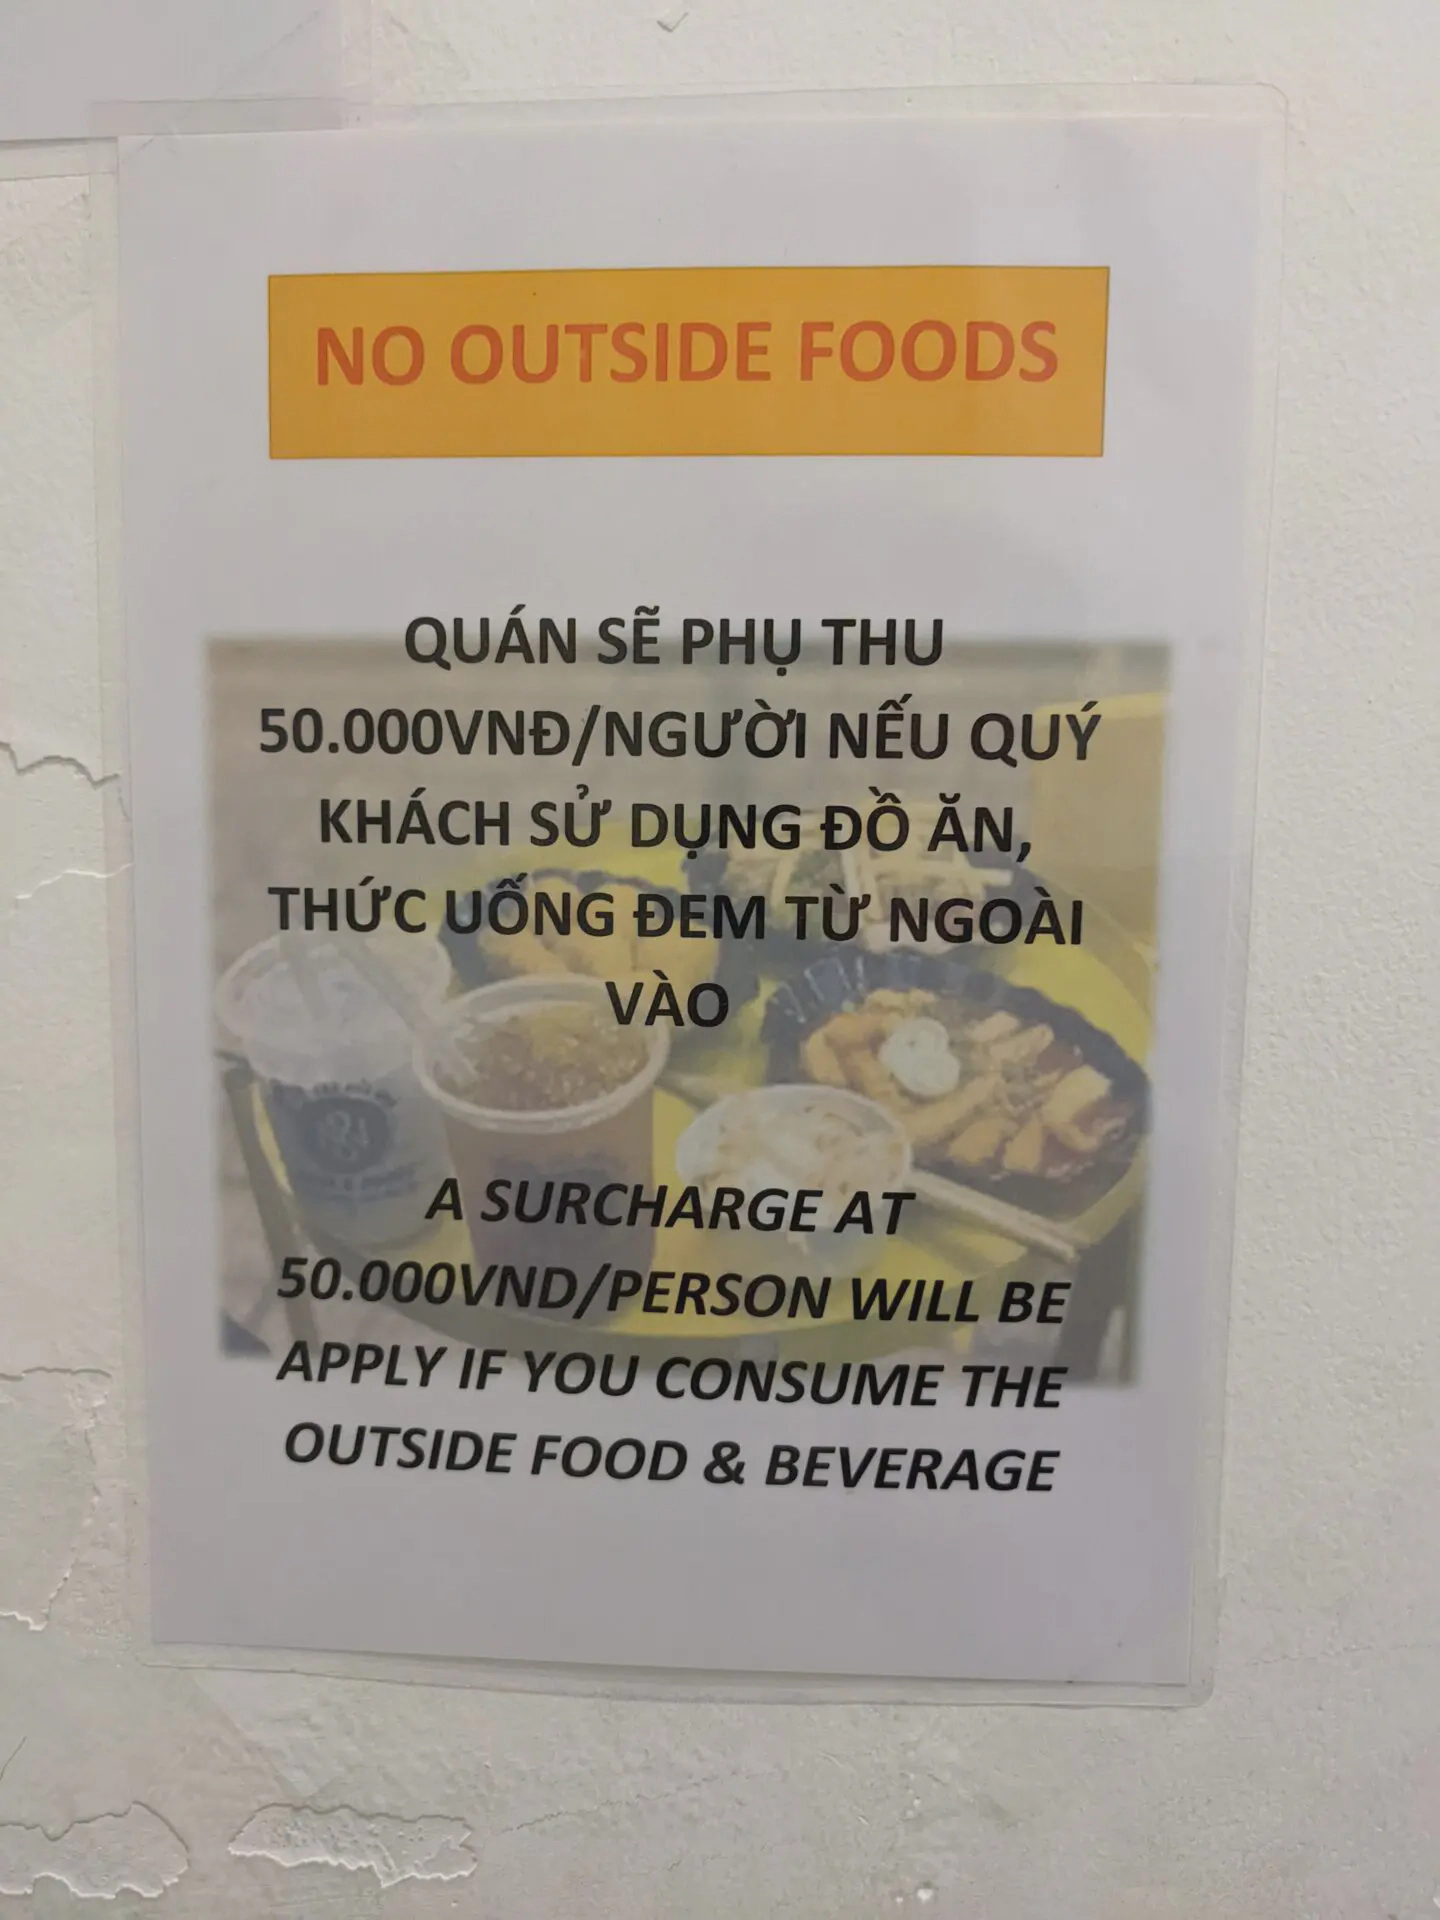 NO OUTSIDE FOODS
QUÁN SẼ PHỤ THU
50.000VNĐ/NGƯỜI NẾU QUÝ
KHÁCH SỬ DỤNG ĐỒ ĂN,
THỨC UỐNG ĐEM TỪ NGOÀI
VÀO
A SURCHARGE AT
50.000VND/PERSON WILL BE
APPLY IF YOU CONSUME THE
OUTSIDE FOOD & BEVERAGE